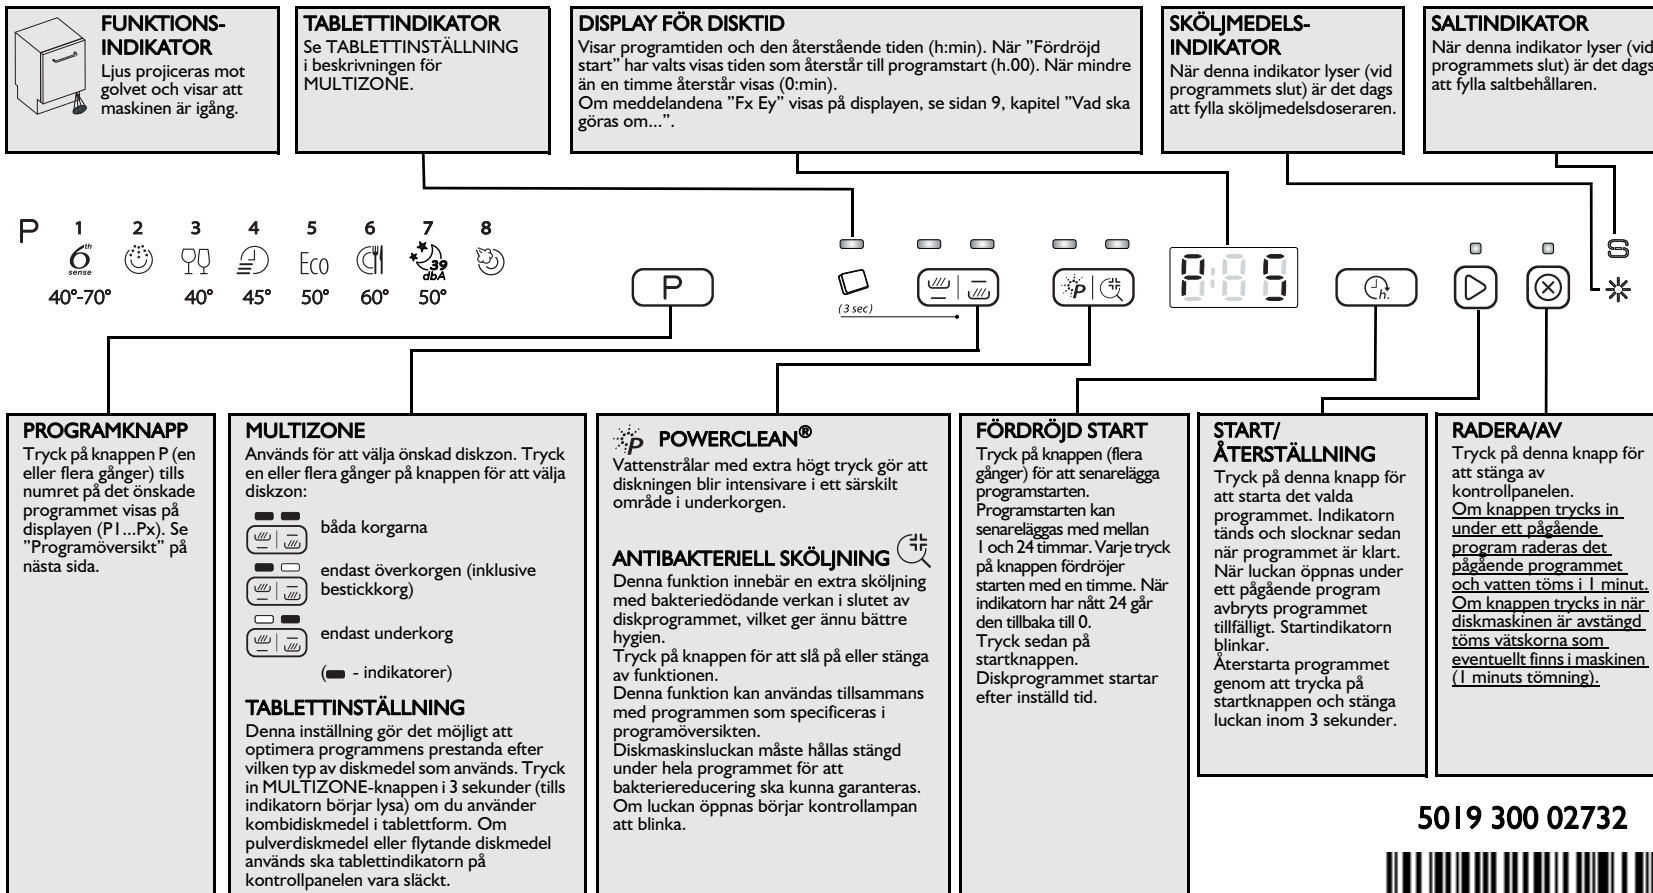 FUNKTIONS-
INDIKATOR
Ljus projiceras mot
golvet och visar att
maskinen är igång.
TABLETTINDIKATOR
Se TABLETTINSTÄLLNING
i beskrivningen för
MULTIZONE.
DISPLAY FÖR DISKTID
Visar programtiden och den återstående tiden (h:min). När ”Fördröjd
start” har valts visas tiden som återstår till programstart (h.00). När mindre
än en timme återstår visas (0:min).
Om meddelandena ”Fx Ey” visas på displayen, se sidan 9, kapitel ”Vad ska
göras om...”.
SKÖLJMEDELS-
INDIKATOR
När denna indikator lyser (vid
programmets slut) är det dags
att fylla sköljmedelsdoseraren.
SALTINDIKATOR
När denna indikator lyser (vid
programmets slut) är det dags
att fylla saltbehållaren.
P 1 2 3 4 5 6 7 8
6th sense Eco 39 dbA
40°-70° 40° 45° 50° 60° 50°
P
(3 sec)
P
P 5
h.
S
PROGRAMKNAPP
Tryck på knappen P (en
eller flera gånger) tills
numret på det önskade
programmet visas på
displayen (P1...Px). Se
”Programöversikt” på
nästa sida.
MULTIZONE
Används för att välja önskad diskzon. Tryck
en eller flera gånger på knappen för att välja
diskzon:
båda korgarna
endast överkorgen (inklusive
bestickkorg)
endast underkorg
( - indikatorer)
TABLETTINSTÄLLNING
Denna inställning gör det möjligt att
optimera programmens prestanda efter
vilken typ av diskmedel som används. Tryck
in MULTIZONE-knappen i 3 sekunder (tills
indikatorn börjar lysa) om du använder
kombidiskmedel i tablettform. Om
pulverdiskmedel eller flytande diskmedel
används ska tablettindikatorn på
kontrollpanelen vara släckt.
P POWERCLEAN®
Vattenstrålar med extra högt tryck gör att
diskningen blir intensivare i ett särskilt
område i underkorgen.
ANTIBAKTERIELL SKÖLJNING
Denna funktion innebär en extra sköljning
med bakteriedödande verkan i slutet av
diskprogrammet, vilket ger ännu bättre
hygien.
Tryck på knappen för att slå på eller stänga
av funktionen.
Denna funktion kan användas tillsammans
med programmen som specificeras i
programöversikten.
Diskmaskinsluckan måste hållas stängd
under hela programmet för att
bakteriereducering ska kunna garanteras.
Om luckan öppnas börjar kontrollampan
att blinka.
FÖRDRÖJD START
Tryck på knappen (flera
gånger) för att senarelägga
programstarten.
Programstarten kan
senareläggas med mellan
1 och 24 timmar. Varje tryck
på knappen fördröjer
starten med en timme. När
indikatorn har nått 24 går
den tillbaka till 0.
Tryck sedan på
startknappen.
Diskprogrammet startar
efter inställd tid.
START/
ÅTERSTÄLLNING
Tryck på denna knapp för
att starta det valda
programmet. Indikatorn
tänds och slocknar sedan
när programmet är klart.
När luckan öppnas under
ett pågående program
avbryts programmet
tillfälligt. Startindikatorn
blinkar.
Återstarta programmet
genom att trycka på
startknappen och stänga
luckan inom 3 sekunder.
RADERA/AV
Tryck på denna knapp för
att stänga av
kontrollpanelen.
Om knappen trycks in
under ett pågående
program raderas det
pågående programmet
och vatten töms i 1 minut.
Om knappen trycks in när
diskmaskinen är avstängd
töms vätskorna som
eventuellt finns i maskinen
(1 minuts tömning).
5019 300 02732